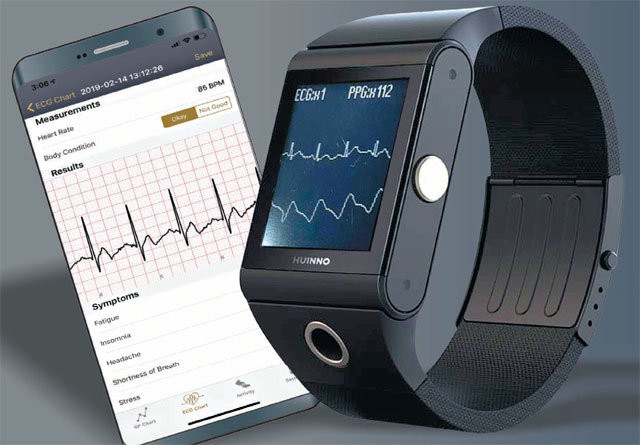 3:06
ECG Chart 2019-02-14 13:12:26 Save
Measurements
Heart Rate 85 BPM
Body Condition Okay Not Good
Results
Symptoms
Fatigue
Insomnia
Headache
Shortness of Breath
Stress
BP Chart ECG Chart Activity
ECG:x1 PPG:x112
HUINNO